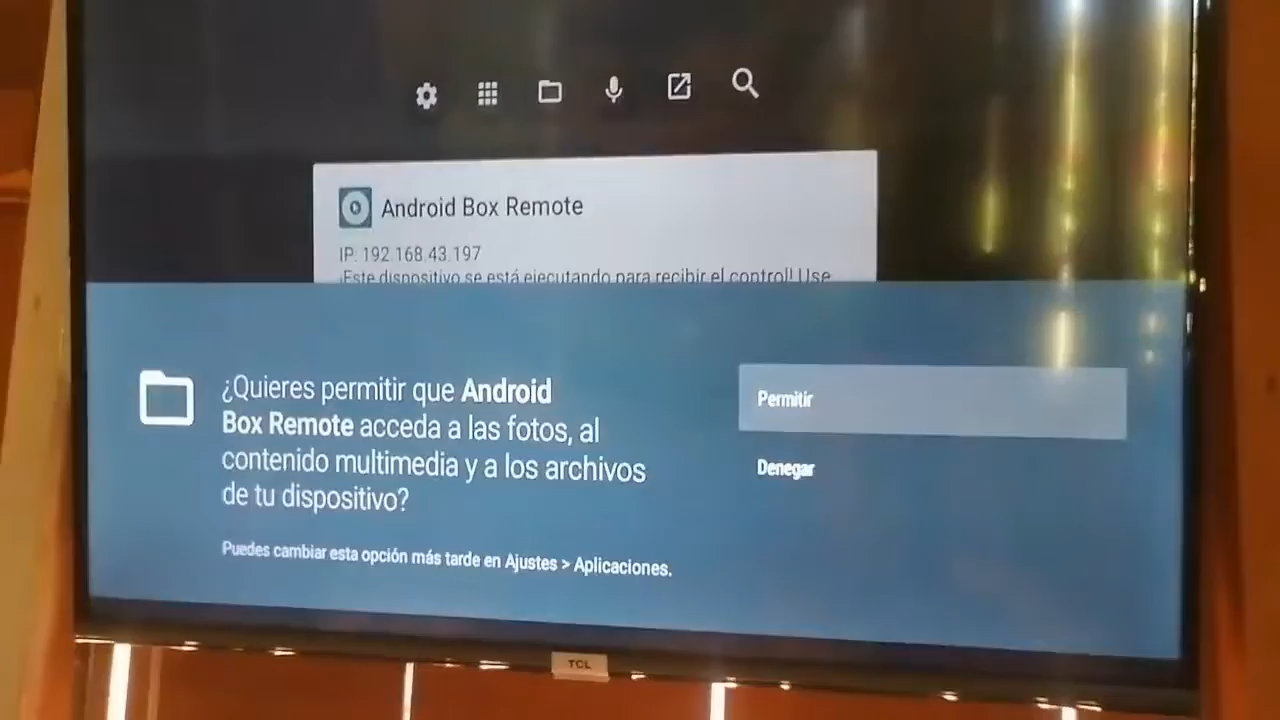 Android Box Remote
IP: 192.168.43.197
¡Este dispositivo se está ejecutando para recibir el control! Use
¿Quieres permitir que Android
Box Remote acceda a las fotos, al
contenido multimedia y a los archivos
de tu dispositivo?
Puedes cambiar esta opción más tarde en Ajustes > Aplicaciones.
Permitir
Denegar
TCL